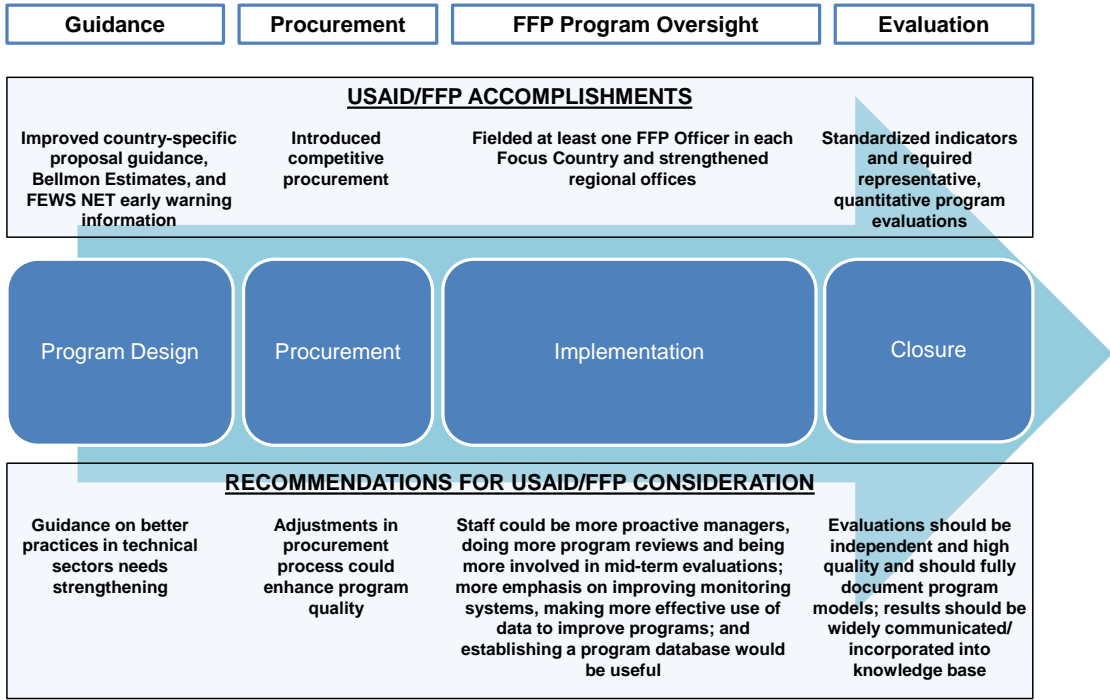 Guidance
Procurement
FFP Program Oversight
Evaluation
USAID/FFP ACCOMPLISHMENTS
Improved country-specific
proposal guidance,
Bellmon Estimates, and
FEWS NET early warning
information
Introduced
competitive
procurement
Fielded at least one FFP Officer in each
Focus Country and strengthened
regional offices
Standardized indicators
and required
representative,
quantitative program
evaluations
Program Design
Procurement
Implementation
Closure
RECOMMENDATIONS FOR USAID/FFP CONSIDERATION
Guidance on better
practices in technical
sectors needs
strengthening
Adjustments in
procurement
process could
enhance program
quality
Staff could be more proactive managers,
doing more program reviews and being
more involved in mid-term evaluations;
more emphasis on improving monitoring
systems, making more effective use of
data to improve programs; and
establishing a program database would
be useful
Evaluations should be
independent and high
quality and should fully
document program
models; results should be
widely communicated/
incorporated into
knowledge base